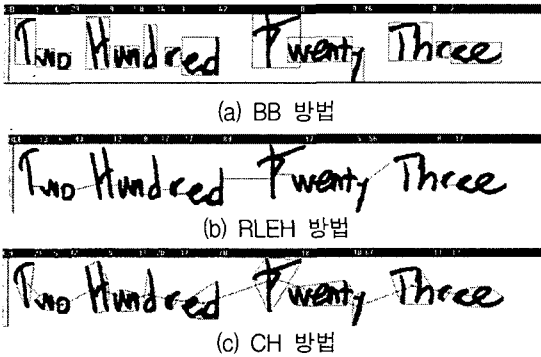 Two Hundred Twenty Three
(a) BB 방법
Two Hundred Twenty Three
(b) RLEH 방법
Two Hundred Twenty Three
(c) CH 방법